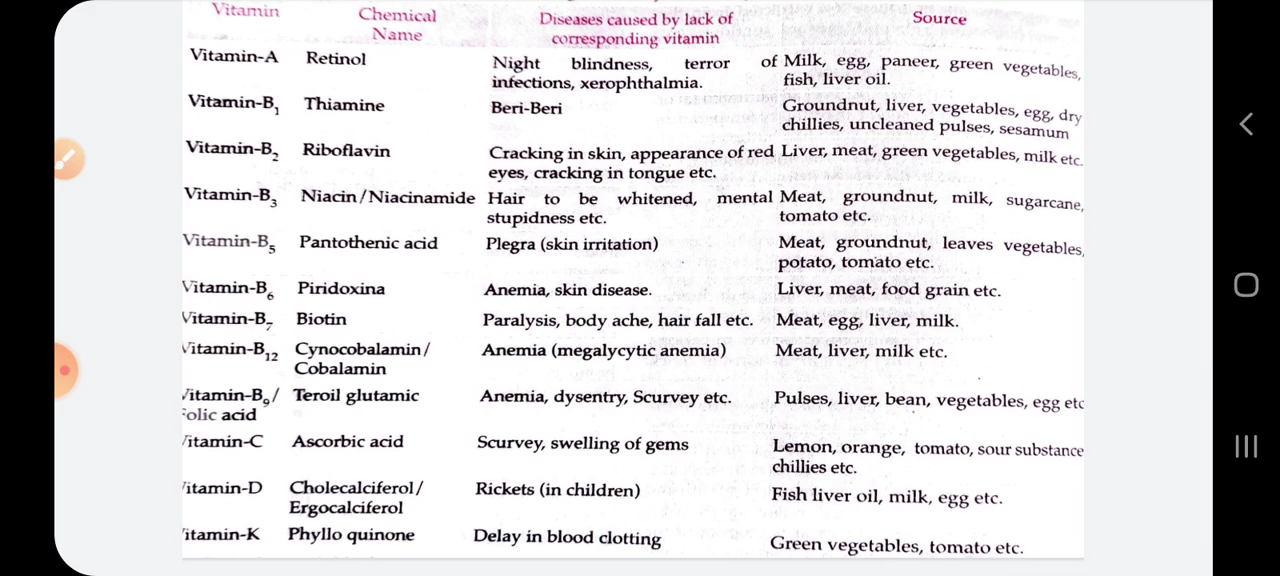 Vitamin Chemical Name Diseases caused by lack of corresponding vitamin Source
Vitamin-A Retinol Night blindness, terror of infections, xerophthalmia. Milk, egg, paneer, green vegetables, fish, liver oil.
Vitamin-B1 Thiamine Beri-Beri Groundnut, liver, vegetables, egg, dry chillies, uncleaned pulses, sesamum
Vitamin-B2 Riboflavin Cracking in skin, appearance of red eyes, cracking in tongue etc. Liver, meat, green vegetables, milk etc.
Vitamin-B3 Niacin/Niacinamide Hair to be whitened, mental stupidness etc. Meat, groundnut, milk, sugarcane, tomato etc.
Vitamin-B5 Pantothenic acid Plegra (skin irritation) Meat, groundnut, leaves vegetables, potato, tomato etc.
Vitamin-B6 Piridoxina Anemia, skin disease. Liver, meat, food grain etc.
Vitamin-B7 Biotin Paralysis, body ache, hair fall etc. Meat, egg, liver, milk.
Vitamin-B12 Cynocobalamin/ Cobalamin Anemia (megalycytic anemia) Meat, liver, milk etc.
Vitamin-B9/ Folic acid Teroil glutamic Anemia, dysentry, Scurvey etc. Pulses, liver, bean, vegetables, egg etc
Vitamin-C Ascorbic acid Scurvey, swelling of gems Lemon, orange, tomato, sour substance chillies etc.
Vitamin-D Cholecalciferol/ Ergocalciferol Rickets (in children) Fish liver oil, milk, egg etc.
Vitamin-K Phyllo quinone Delay in blood clotting Green vegetables, tomato etc.